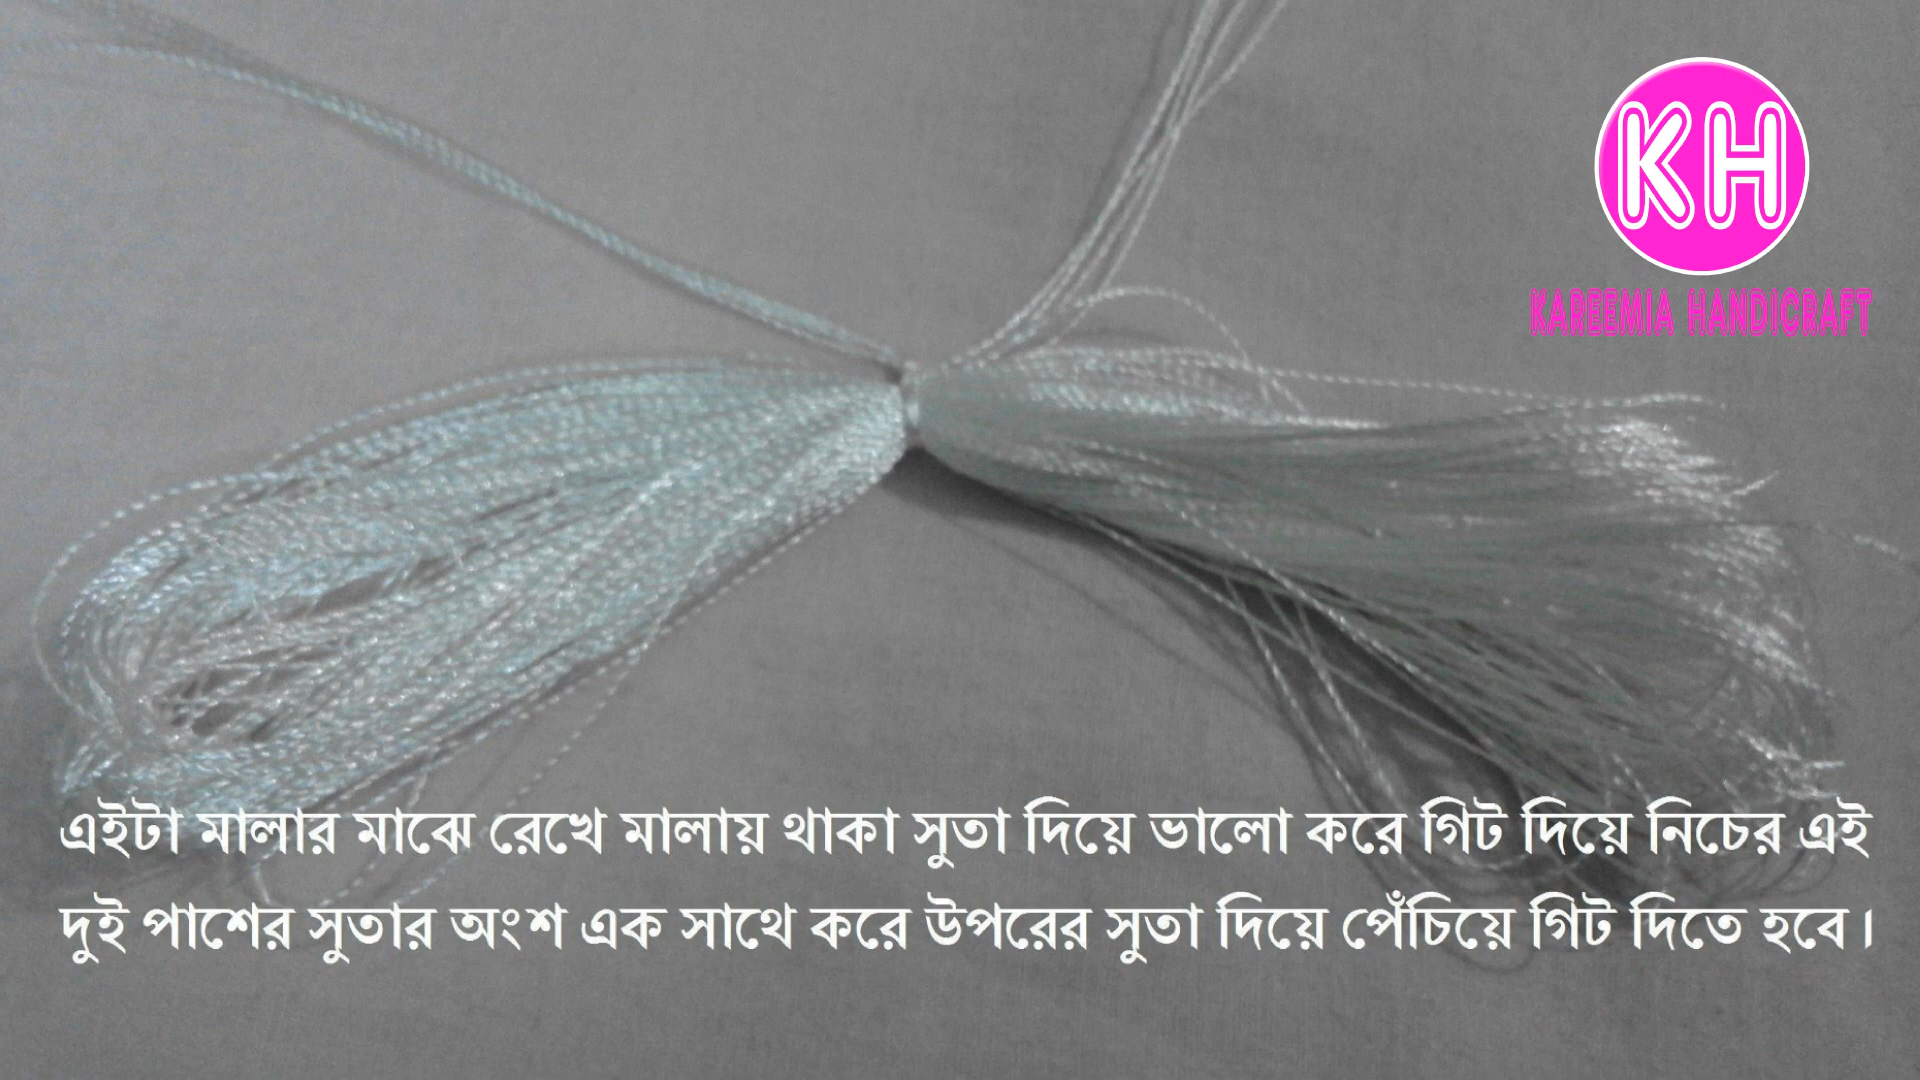 KH
KAREEMIA HANDICRAFT
এইটা মালার মাঝে রেখে মালায় থাকা সুতা দিয়ে ভালো করে গিট দিয়ে নিচের এই
দুই পাশের সুতার অংশ এক সাথে করে উপরের সুতা দিয়ে পেঁচিয়ে গিট দিতে হবে।